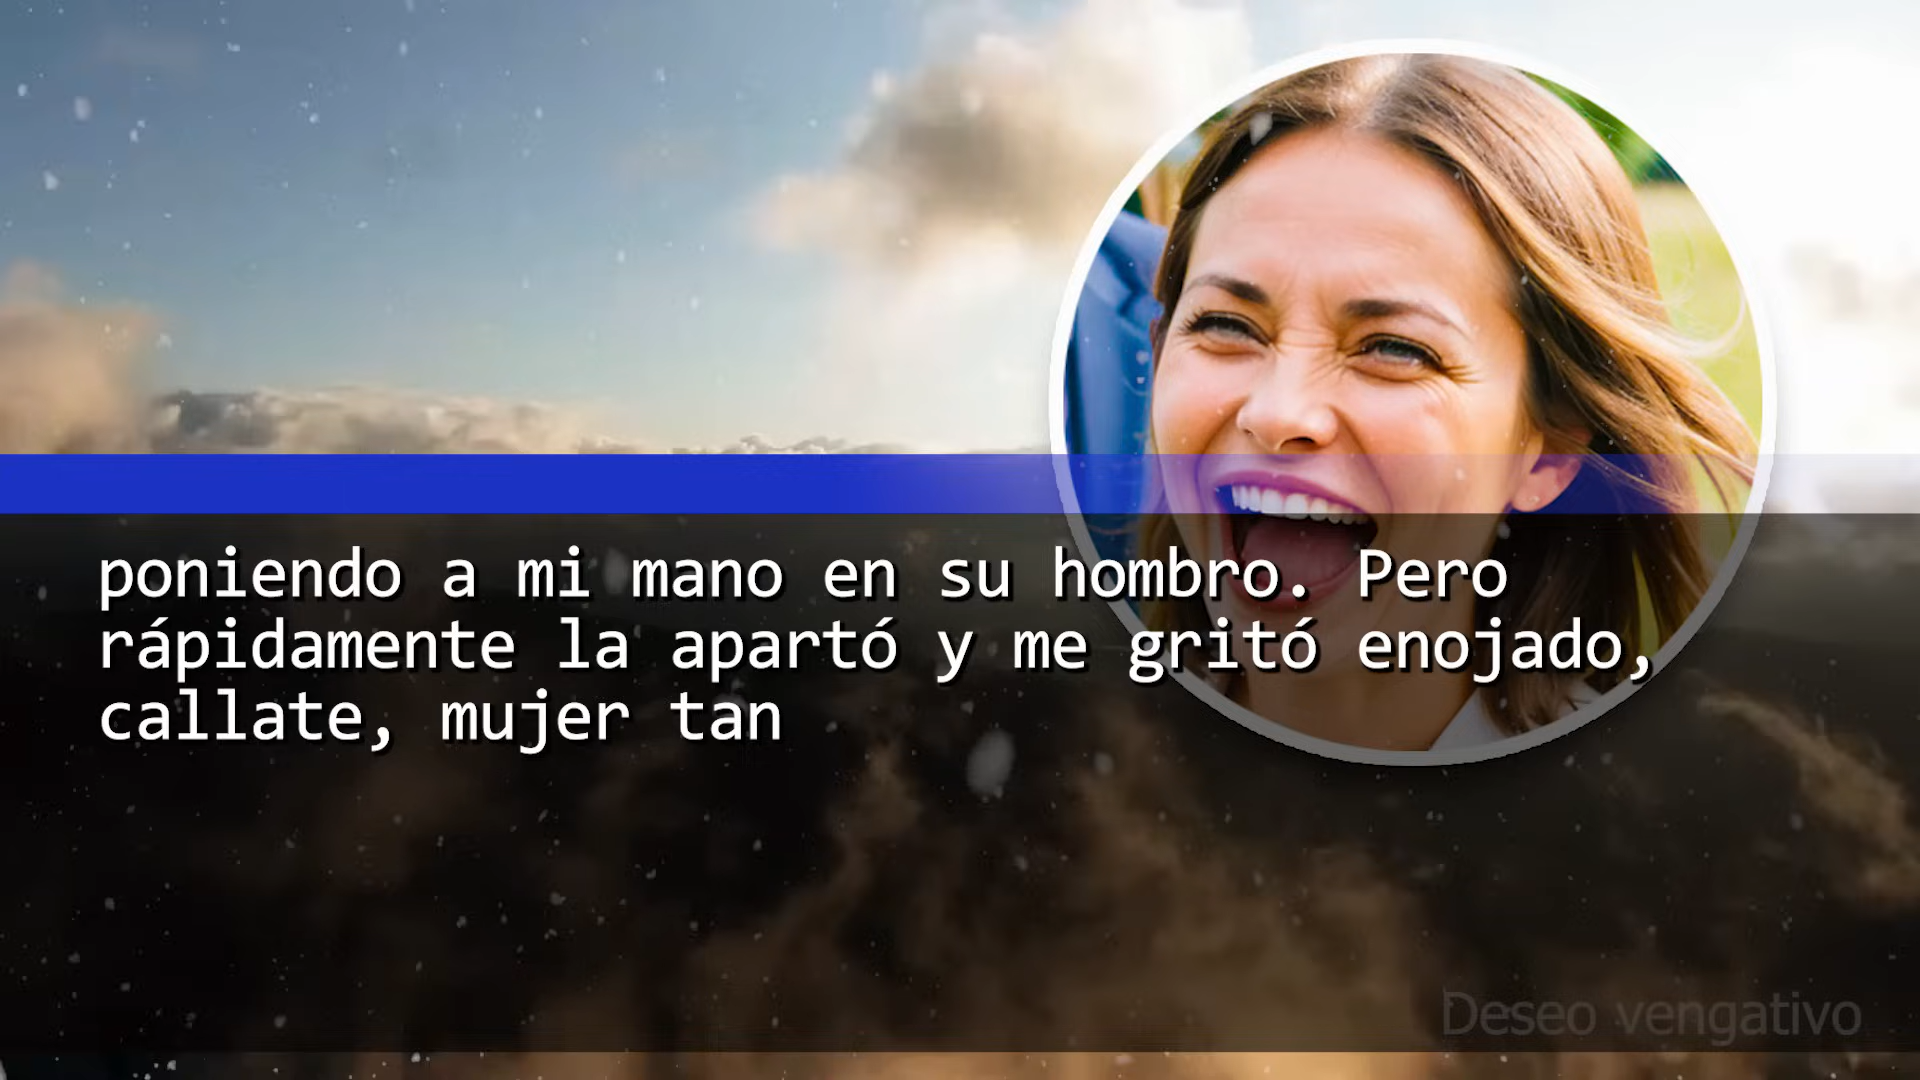 poniendo a mi mano en su hombro. Pero
rápidamente la apartó y me gritó enojado,
callate, mujer tan
Deseo vengativo